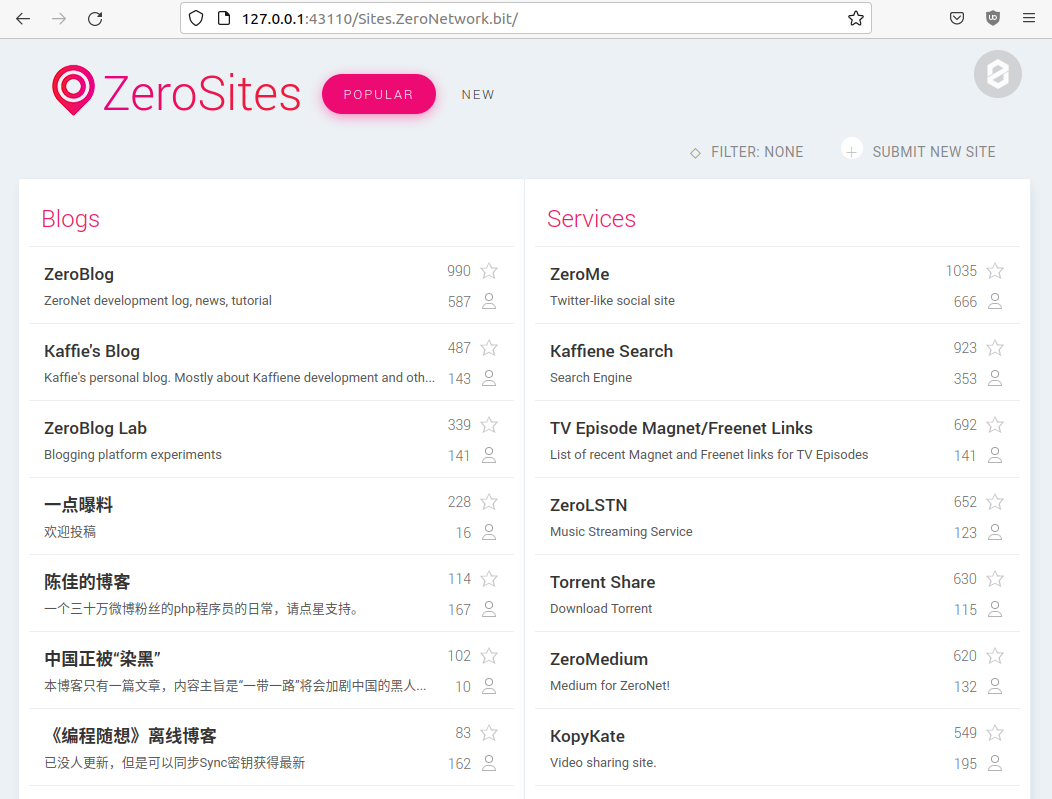 127.0.0.1:43110/Sites.ZeroNetwork.bit/
ZeroSites
POPULAR
NEW
FILTER: NONE
SUBMIT NEW SITE
Blogs
ZeroBlog
990
ZeroNet development log, news, tutorial
587
Kaffie's Blog
487
Kaffie's personal blog. Mostly about Kaffiene development and oth...
143
ZeroBlog Lab
339
Blogging platform experiments
141
一点曝料
228
欢迎投稿
16
陈佳的博客
114
一个三十万微博粉丝的php程序员的日常，请点星支持。
167
中国正被“染黑”
102
本博客只有一篇文章，内容主旨是“一带一路”将会加剧中国的黑人...
10
《编程随想》离线博客
83
已没人更新，但是可以同步Sync密钥获得最新
162
Services
ZeroMe
1035
Twitter-like social site
666
Kaffiene Search
923
Search Engine
353
TV Episode Magnet/Freenet Links
692
List of recent Magnet and Freenet links for TV Episodes
141
ZeroLSTN
652
Music Streaming Service
123
Torrent Share
630
Download Torrent
115
ZeroMedium
620
Medium for ZeroNet!
132
KopyKate
549
Video sharing site.
195